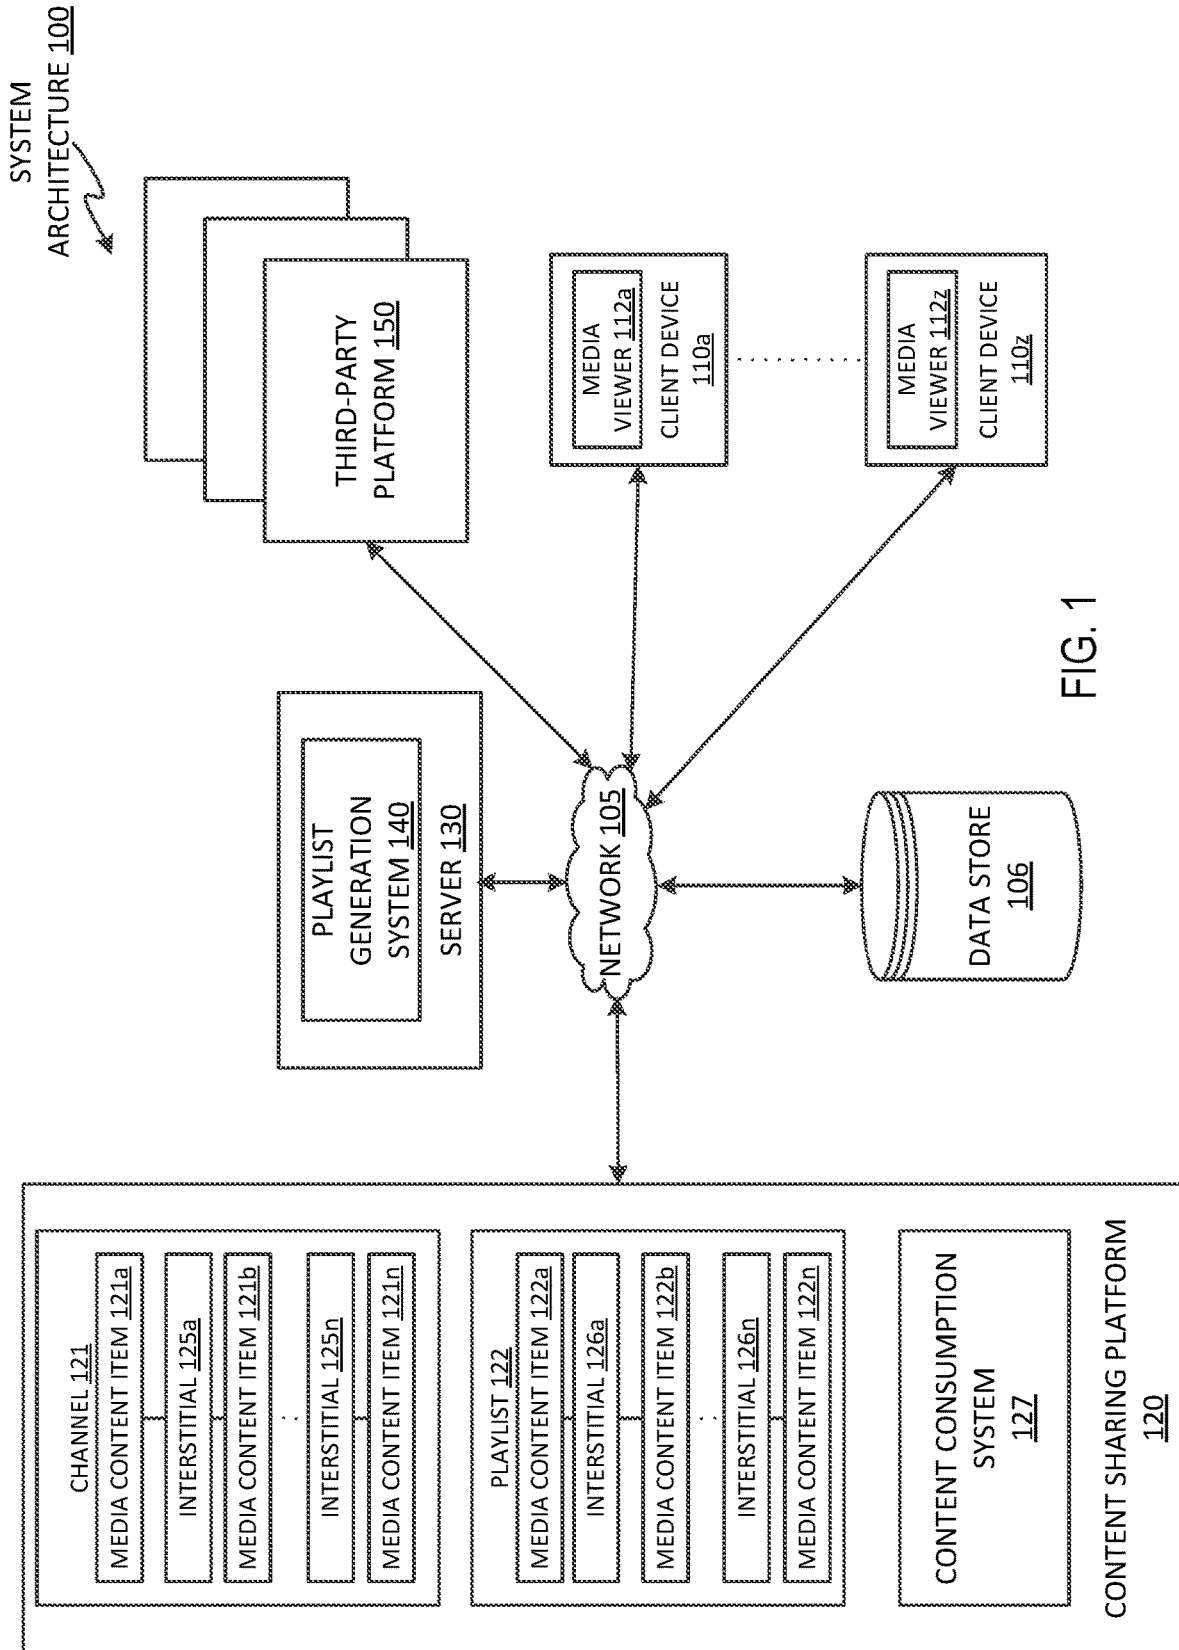 SYSTEM
ARCHITECTURE 100
CHANNEL 121
MEDIA CONTENT ITEM 121a
INTERSTITIAL 125a
MEDIA CONTENT ITEM 121b
INTERSTITIAL 125n
MEDIA CONTENT ITEM 121n
PLAYLIST 122
MEDIA CONTENT ITEM 122a
INTERSTITIAL 126a
MEDIA CONTENT ITEM 122b
INTERSTITIAL 126n
MEDIA CONTENT ITEM 122n
CONTENT CONSUMPTION
SYSTEM
127
CONTENT SHARING PLATFORM
120
PLAYLIST
GENERATION
SYSTEM 140
SERVER 130
NETWORK 105
DATA STORE
106
THIRD-PARTY
PLATFORM 150
MEDIA
VIEWER 112a
CLIENT DEVICE
110a
MEDIA
VIEWER 112z
CLIENT DEVICE
110z
FIG. 1